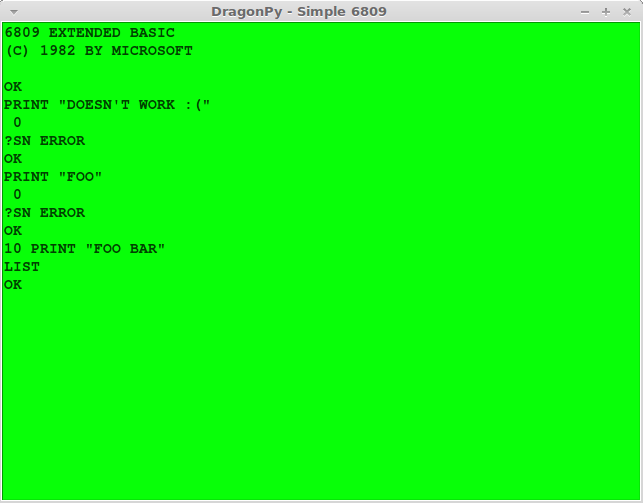 DragonPy - Simple 6809
6809 EXTENDED BASIC
(C) 1982 BY MICROSOFT
OK
PRINT "DOESN'T WORK :("
0
?SN ERROR
OK
PRINT "FOO"
0
?SN ERROR
OK
10 PRINT "FOO BAR"
LIST
OK